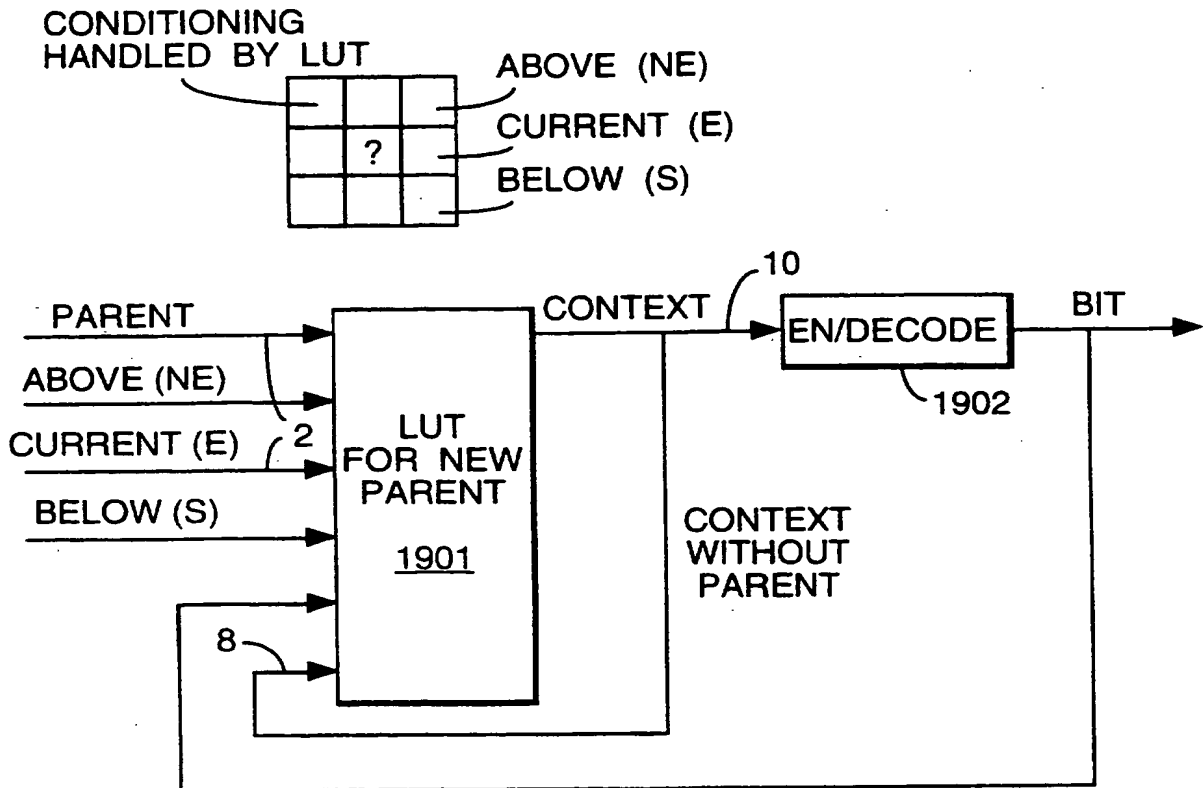 CONDITIONING
HANDLED BY LUT
ABOVE (NE)
CURRENT (E)
?
BELOW (S)
10
PARENT
CONTEXT
EN/DECODE
BIT
ABOVE (NE)
2
1902
CURRENT (E)
LUT
FOR NEW
PARENT
1901
BELOW (S)
CONTEXT
WITHOUT
PARENT
8